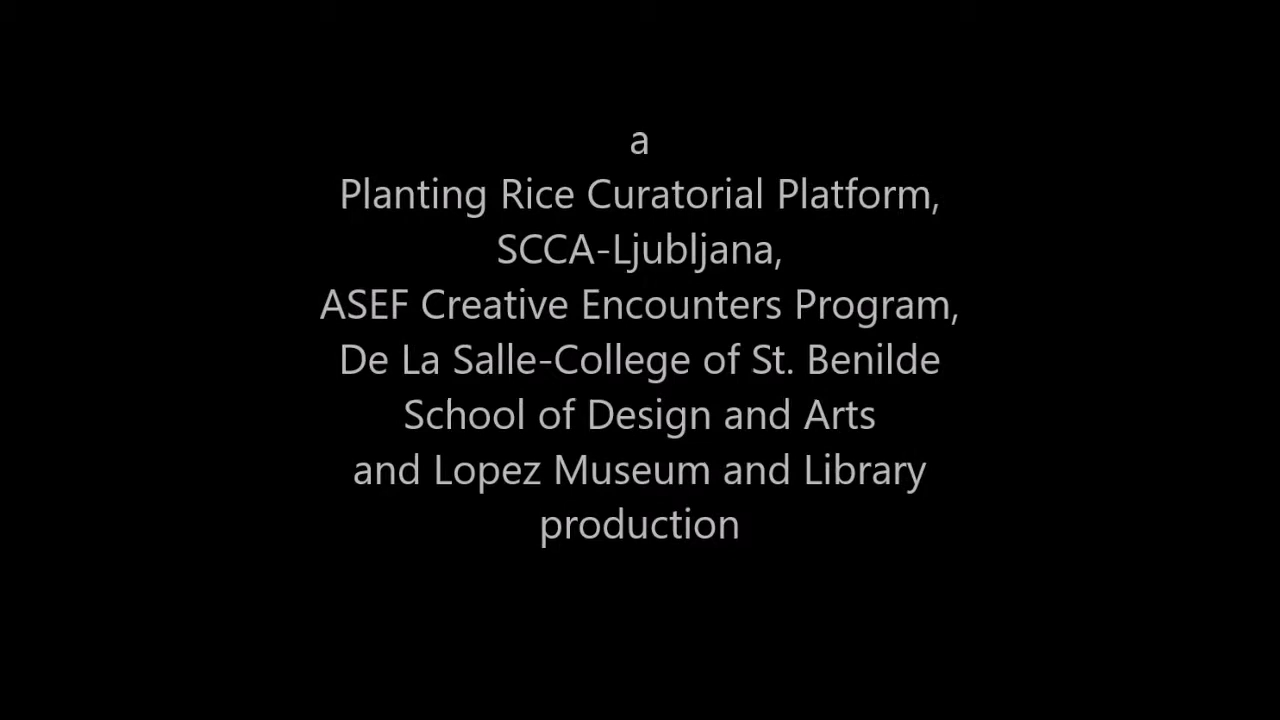 a
Planting Rice Curatorial Platform,
SCCA-Ljubljana,
ASEF Creative Encounters Program,
De La Salle-College of St. Benilde
School of Design and Arts
and Lopez Museum and Library
production